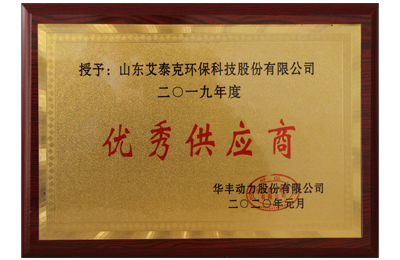 授予：山东艾泰克环保科技股份有限公司
二〇一九年度
优秀供应商
华丰动力股份有限公司
二〇二〇年元月